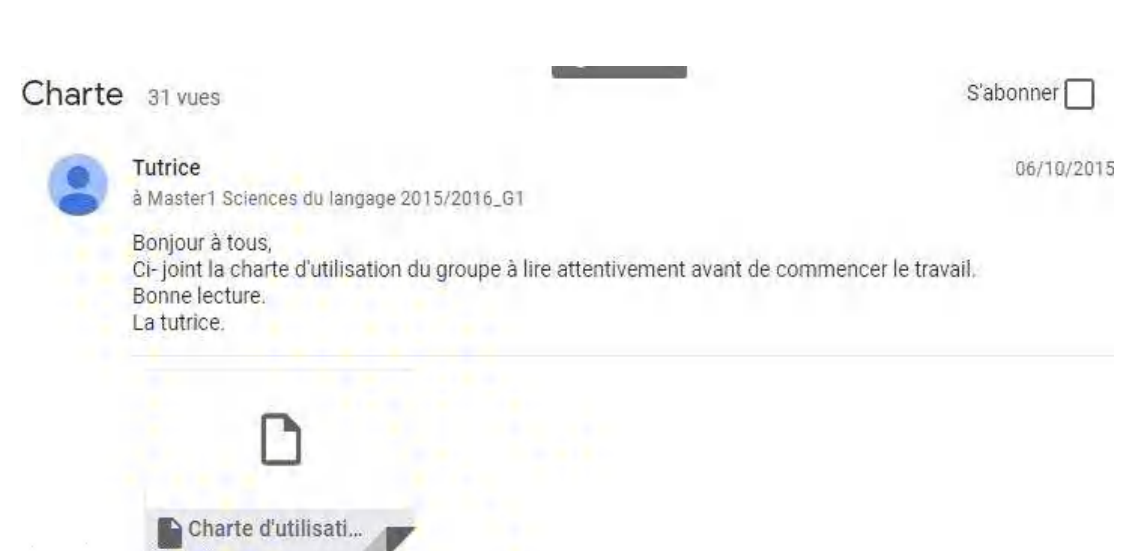 Charte 31 vues S'abonner
Tutrice 06/10/2015
à Master1 Sciences du langage 2015/2016_G1
Bonjour à tous,
Ci- joint la charte d'utilisation du groupe à lire attentivement avant de commencer le travail.
Bonne lecture.
La tutrice.
Charte d'utilisati...